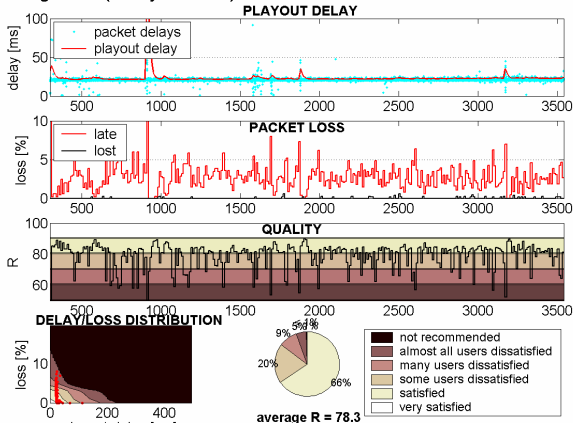 PLAYOUT DELAY
100
50
0
delay [ms]
packet delays
playout delay
500 1000 1500 2000 2500 3000 3500
PACKET LOSS
10
5
0
loss [%]
late
lost
500 1000 1500 2000 2500 3000 3500
QUALITY
100
80
60
R
500 1000 1500 2000 2500 3000 3500
DELAY/LOSS DISTRIBUTION
10
0
loss [%]
0 200 400
9%
20%
66%
average R = 78.3
not recommended
almost all users dissatisfied
many users dissatisfied
some users dissatisfied
satisfied
very satisfied